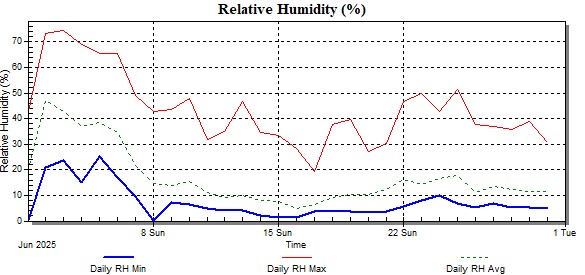 Relative Humidity (%)
Relative Humidity (%)
70
60
50
40
30
20
10
0
8 Sun
15 Sun
22 Sun
1 Tue
Jun 2025
Time
Daily RH Min
Daily RH Max
Daily RH Avg